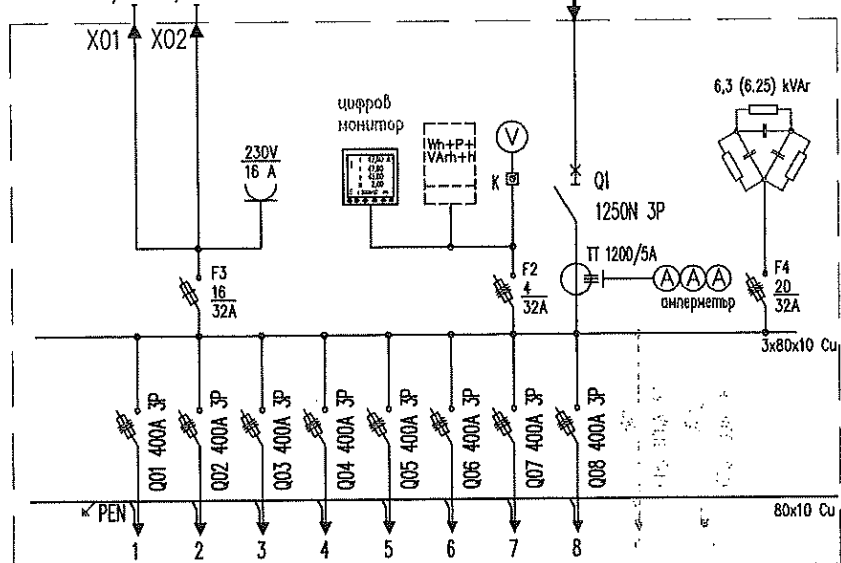 X01
X02
6,3 (6.25) kVAr
цифров
монитор
230V
16 A
Wh+P+
VArh+h
V
K
Q1
1250N 3P
TT 1200/5A
A A A
амперметър
F3
16
32A
F2
4
32A
F4
20
32A
3x80x10 Cu
Q01 400A 3P
Q02 400A 3P
Q03 400A 3P
Q04 400A 3P
Q05 400A 3P
Q06 400A 3P
Q07 400A 3P
Q08 400A 3P
PEN
80x10 Cu
1 2 3 4 5 6 7 8